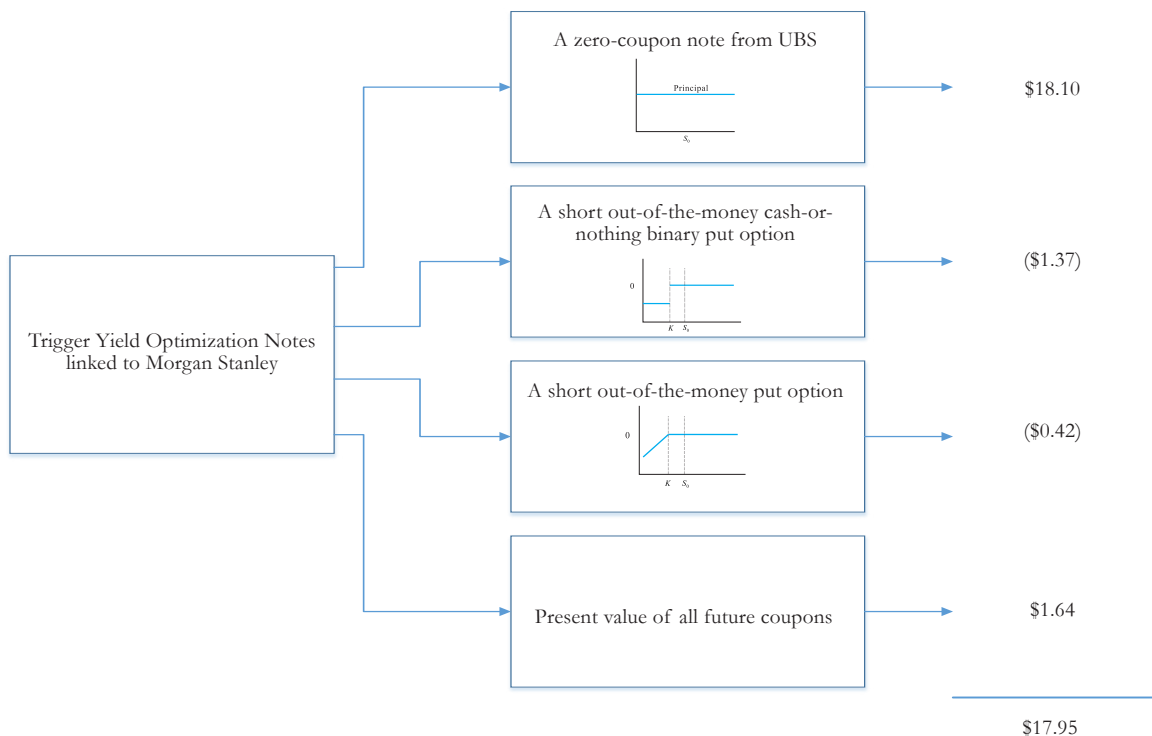 A zero-coupon note from UBS
Principal
S₀
$18.10
A short out-of-the-money cash-or-
nothing binary put option
0
K S₀
($1.37)
Trigger Yield Optimization Notes
linked to Morgan Stanley
A short out-of-the-money put option
0
K S₀
($0.42)
Present value of all future coupons
$1.64
$17.95